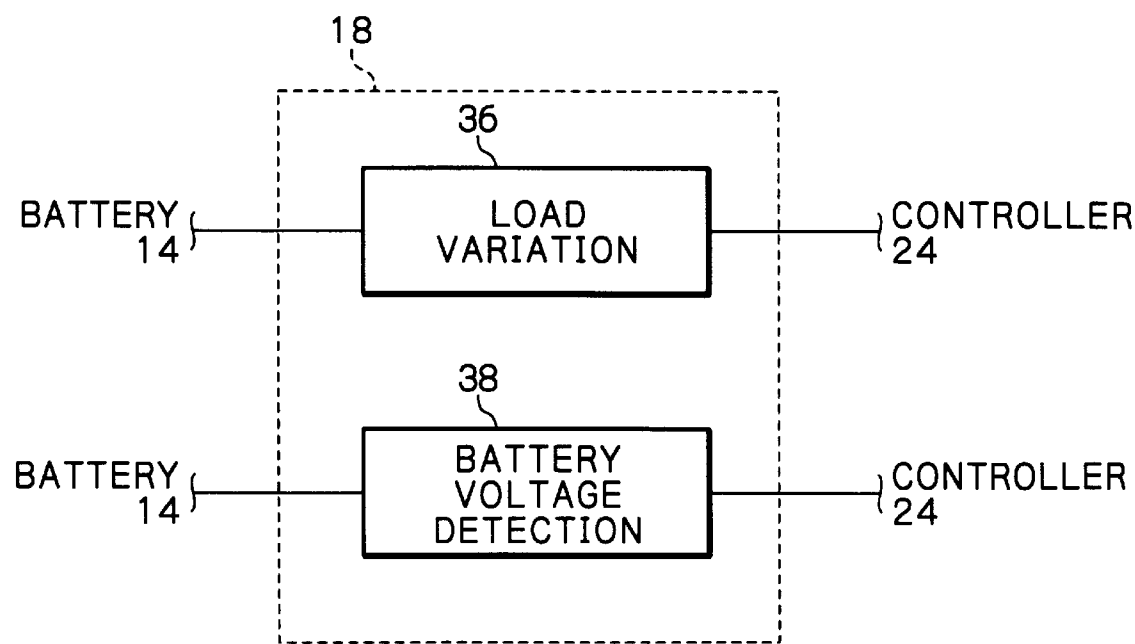 18
36
BATTERY
14
LOAD
VARIATION
CONTROLLER
24
38
BATTERY
14
BATTERY
VOLTAGE
DETECTION
CONTROLLER
24